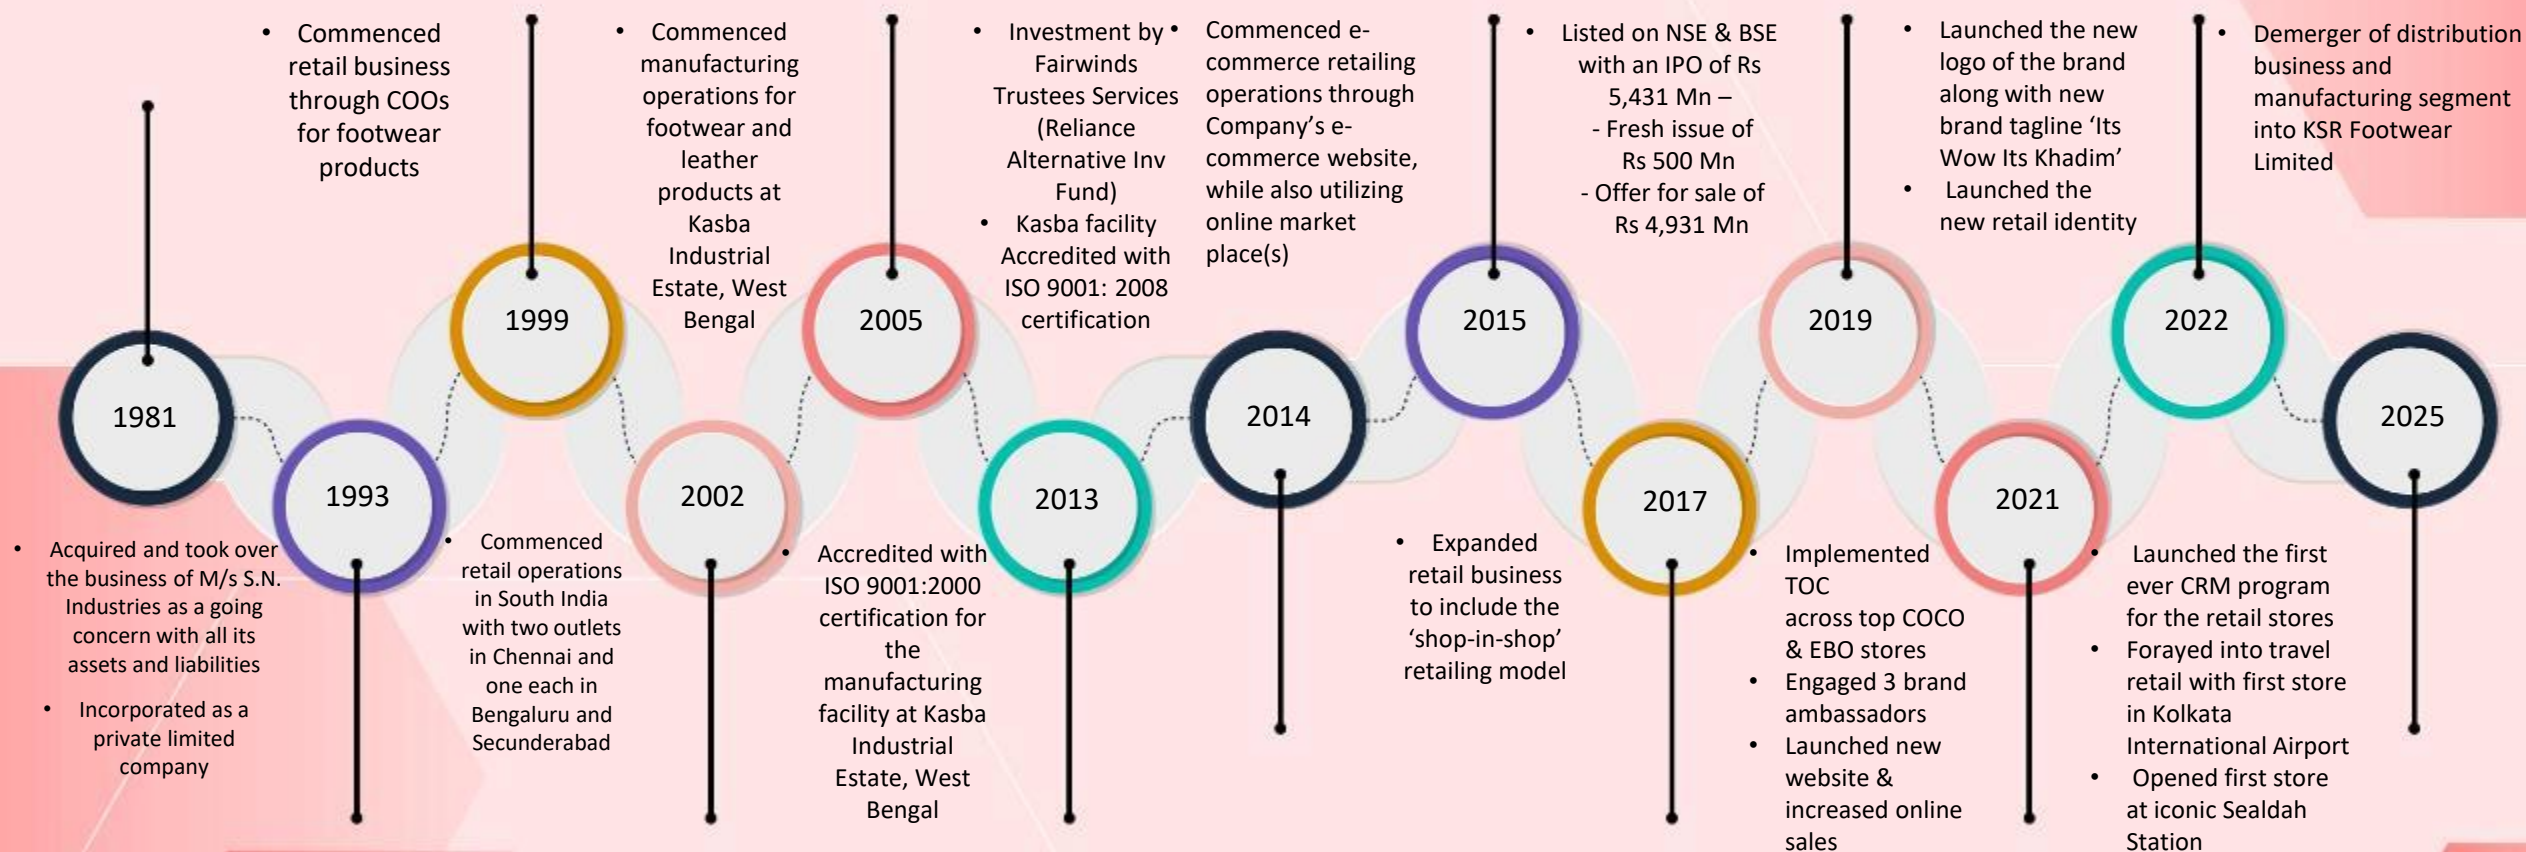 1981
• Acquired and took over
the business of M/s S.N.
Industries as a going
concern with all its
assets and liabilities
• Incorporated as a
private limited
company
• Commenced
retail business
through COOs
for footwear
products
1993
1999
• Commenced
retail operations
in South India
with two outlets
in Chennai and
one each in
Bengaluru and
Secunderabad
• Commenced
manufacturing
operations for
footwear and
leather
products at
Kasba
Industrial
Estate, West
Bengal
2002
2005
• Accredited with
ISO 9001:2000
certification for
the
manufacturing
facility at Kasba
Industrial
Estate, West
Bengal
• Investment by
Fairwinds
Trustees Services
(Reliance
Alternative Inv
Fund)
• Kasba facility
Accredited with
ISO 9001: 2008
certification
2013
• Commenced e-
commerce retailing
operations through
Company’s e-
commerce website,
while also utilizing
online market
place(s)
2014
2015
• Expanded
retail business
to include the
‘shop-in-shop’
retailing model
• Listed on NSE & BSE
with an IPO of Rs
5,431 Mn –
- Fresh issue of
Rs 500 Mn
- Offer for sale of
Rs 4,931 Mn
2017
2019
• Implemented
TOC
across top COCO
& EBO stores
• Engaged 3 brand
ambassadors
• Launched new
website &
increased online
sales
• Launched the new
logo of the brand
along with new
brand tagline ‘Its
Wow Its Khadim’
• Launched the
new retail identity
2021
2022
• Launched the first
ever CRM program
for the retail stores
• Forayed into travel
retail with first store
in Kolkata
International Airport
• Opened first store
at iconic Sealdah
Station
• Demerger of distribution
business and
manufacturing segment
into KSR Footwear
Limited
2025